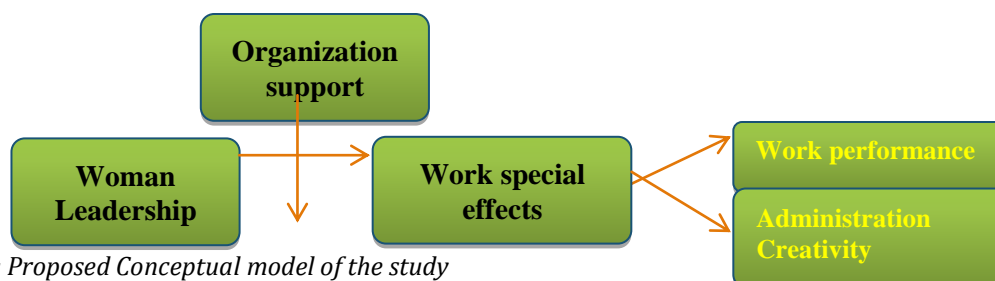 Organization
support
Woman
Leadership
Work special
effects
Work performance
Administration
Creativity
Proposed Conceptual model of the study